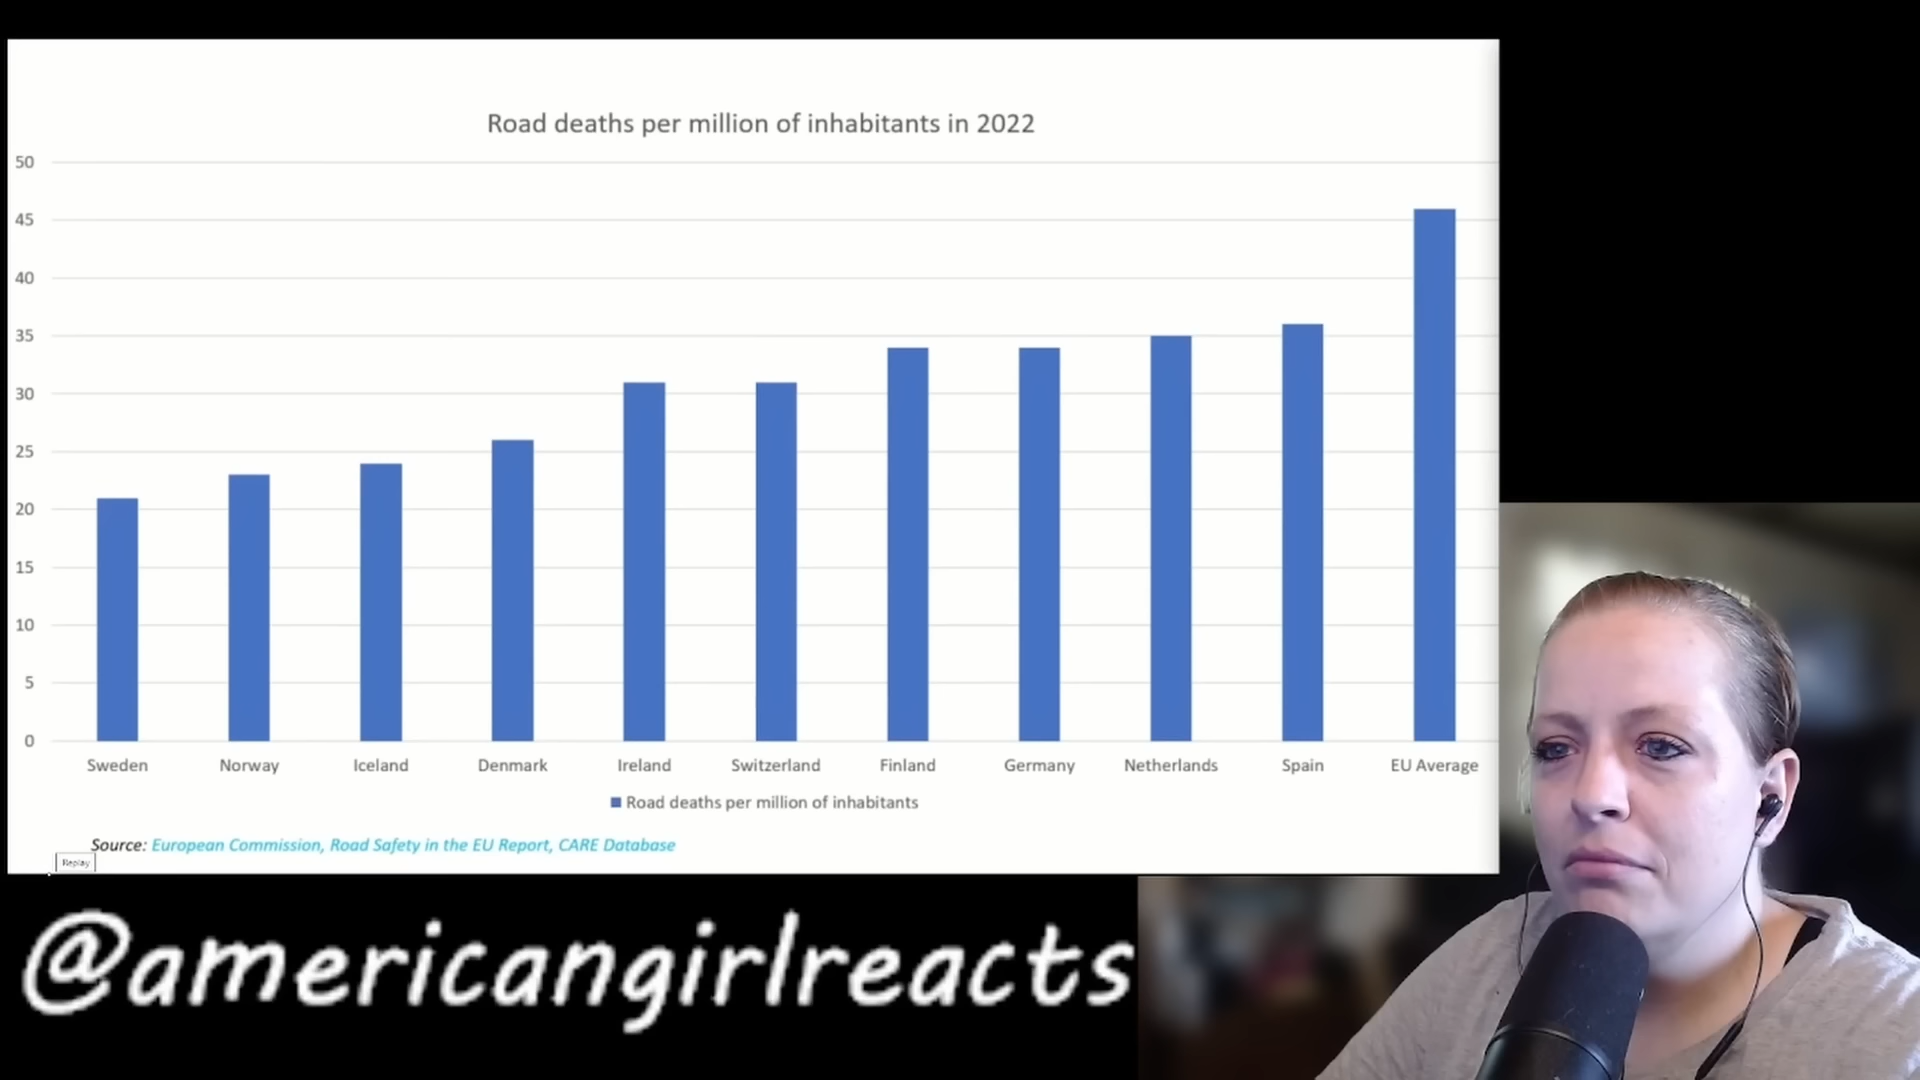 Road deaths per million of inhabitants in 2022
50
45
40
35
30
25
20
15
10
5
0
Sweden Norway Iceland Denmark Ireland Switzerland Finland Germany Netherlands Spain EU Average
Road deaths per million of inhabitants
Source: European Commission, Road Safety in the EU Report, CARE Database
Replay
@americangirlreacts